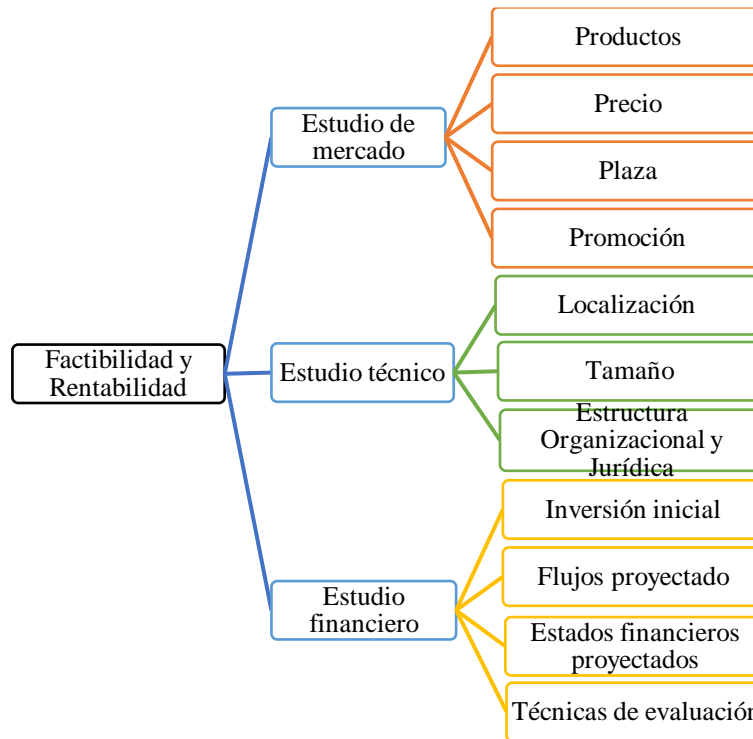 Factibilidad y
Rentabilidad
Estudio de
mercado
Productos
Precio
Plaza
Promoción
Estudio técnico
Localización
Tamaño
Estructura
Organizacional y
Jurídica
Estudio
financiero
Inversión inicial
Flujos proyectado
Estados financieros
proyectados
Técnicas de evaluación